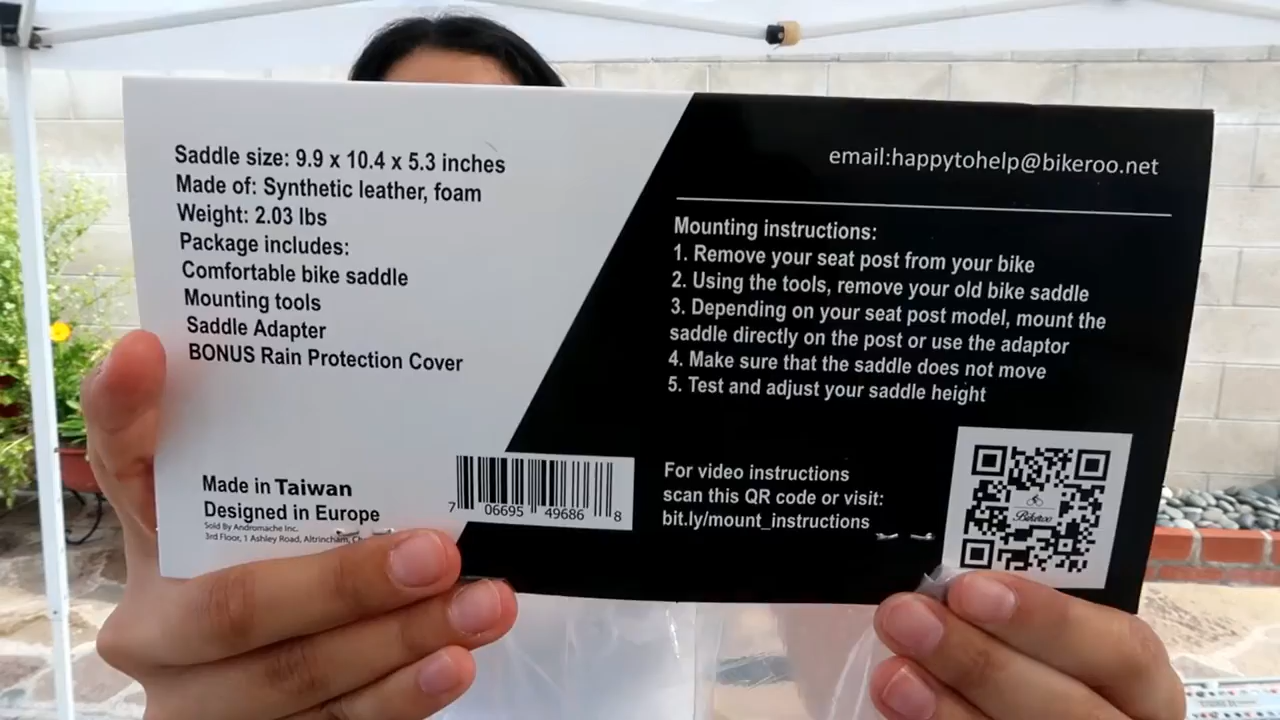 Saddle size: 9.9 x 10.4 x 5.3 inches
Made of: Synthetic leather, foam
Weight: 2.03 lbs
Package includes:
Comfortable bike saddle
Mounting tools
Saddle Adapter
BONUS Rain Protection Cover
Made in Taiwan
Designed in Europe
Sold By Andromache Inc.
3rd Floor, 1 Ashley Road, Altrincham,
7 06695 49686 8
email:happytohelp@bikeroo.net
Mounting instructions:
1. Remove your seat post from your bike
2. Using the tools, remove your old bike saddle
3. Depending on your seat post model, mount the
saddle directly on the post or use the adaptor
4. Make sure that the saddle does not move
5. Test and adjust your saddle height
For video instructions
scan this QR code or visit:
bit.ly/mount_instructions
Bikeroo